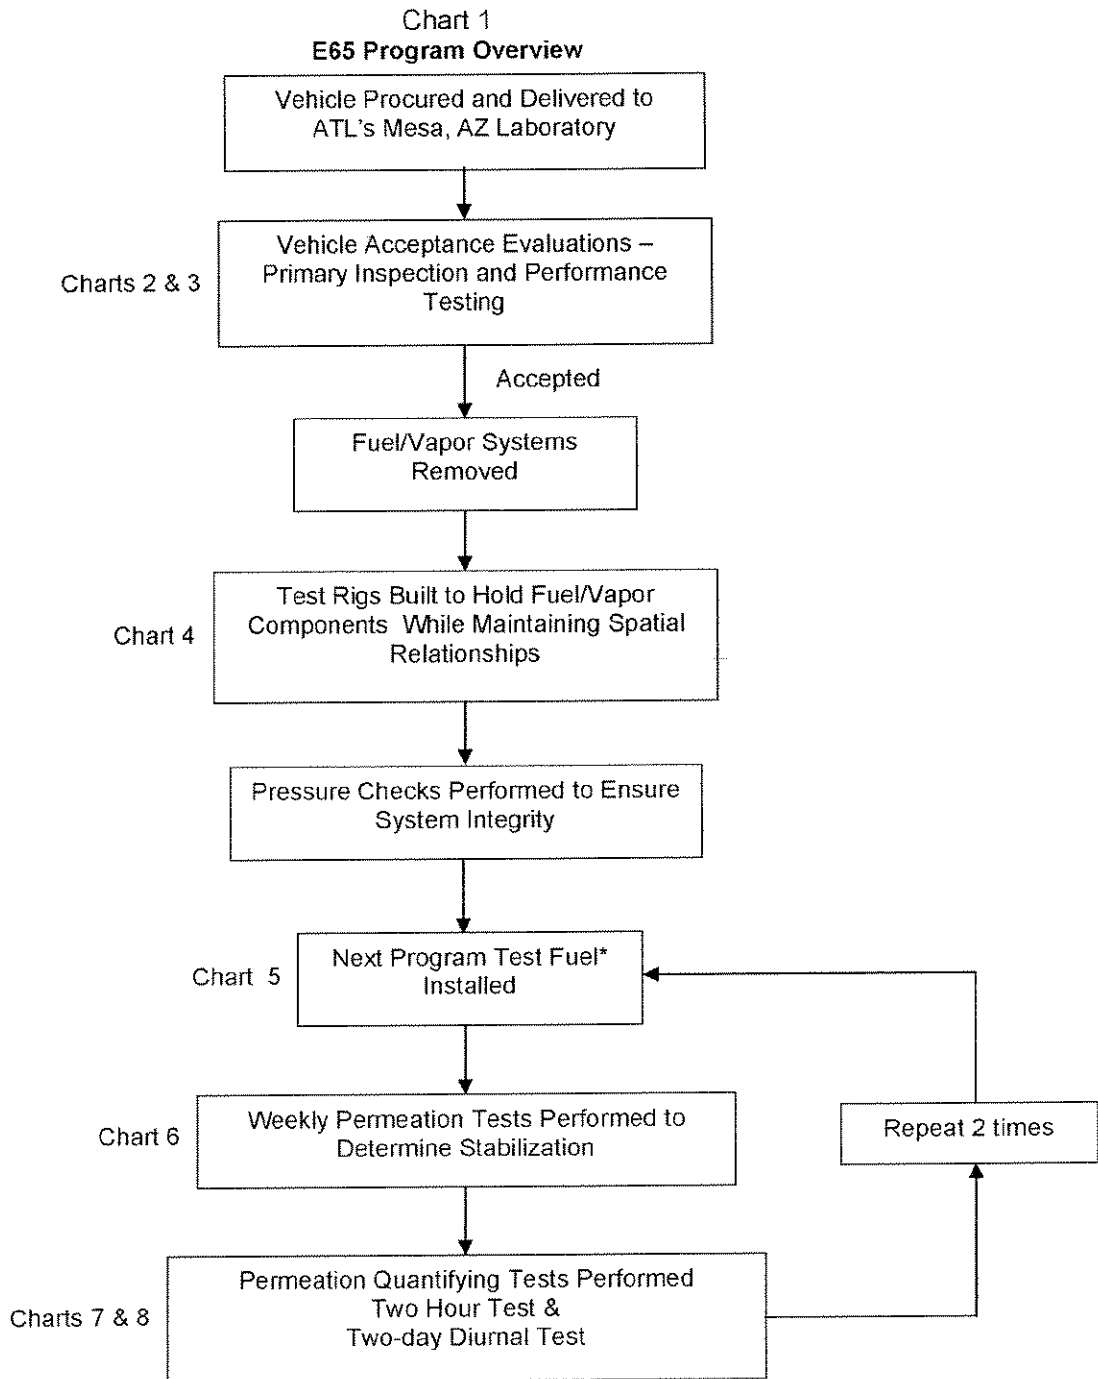 Chart 1
E65 Program Overview
Vehicle Procured and Delivered to
ATL's Mesa, AZ Laboratory
Charts 2 & 3
Vehicle Acceptance Evaluations –
Primary Inspection and Performance
Testing
Accepted
Fuel/Vapor Systems
Removed
Chart 4
Test Rigs Built to Hold Fuel/Vapor
Components While Maintaining Spatial
Relationships
Pressure Checks Performed to Ensure
System Integrity
Chart 5
Next Program Test Fuel*
Installed
Chart 6
Weekly Permeation Tests Performed to
Determine Stabilization
Repeat 2 times
Charts 7 & 8
Permeation Quantifying Tests Performed
Two Hour Test &
Two-day Diurnal Test